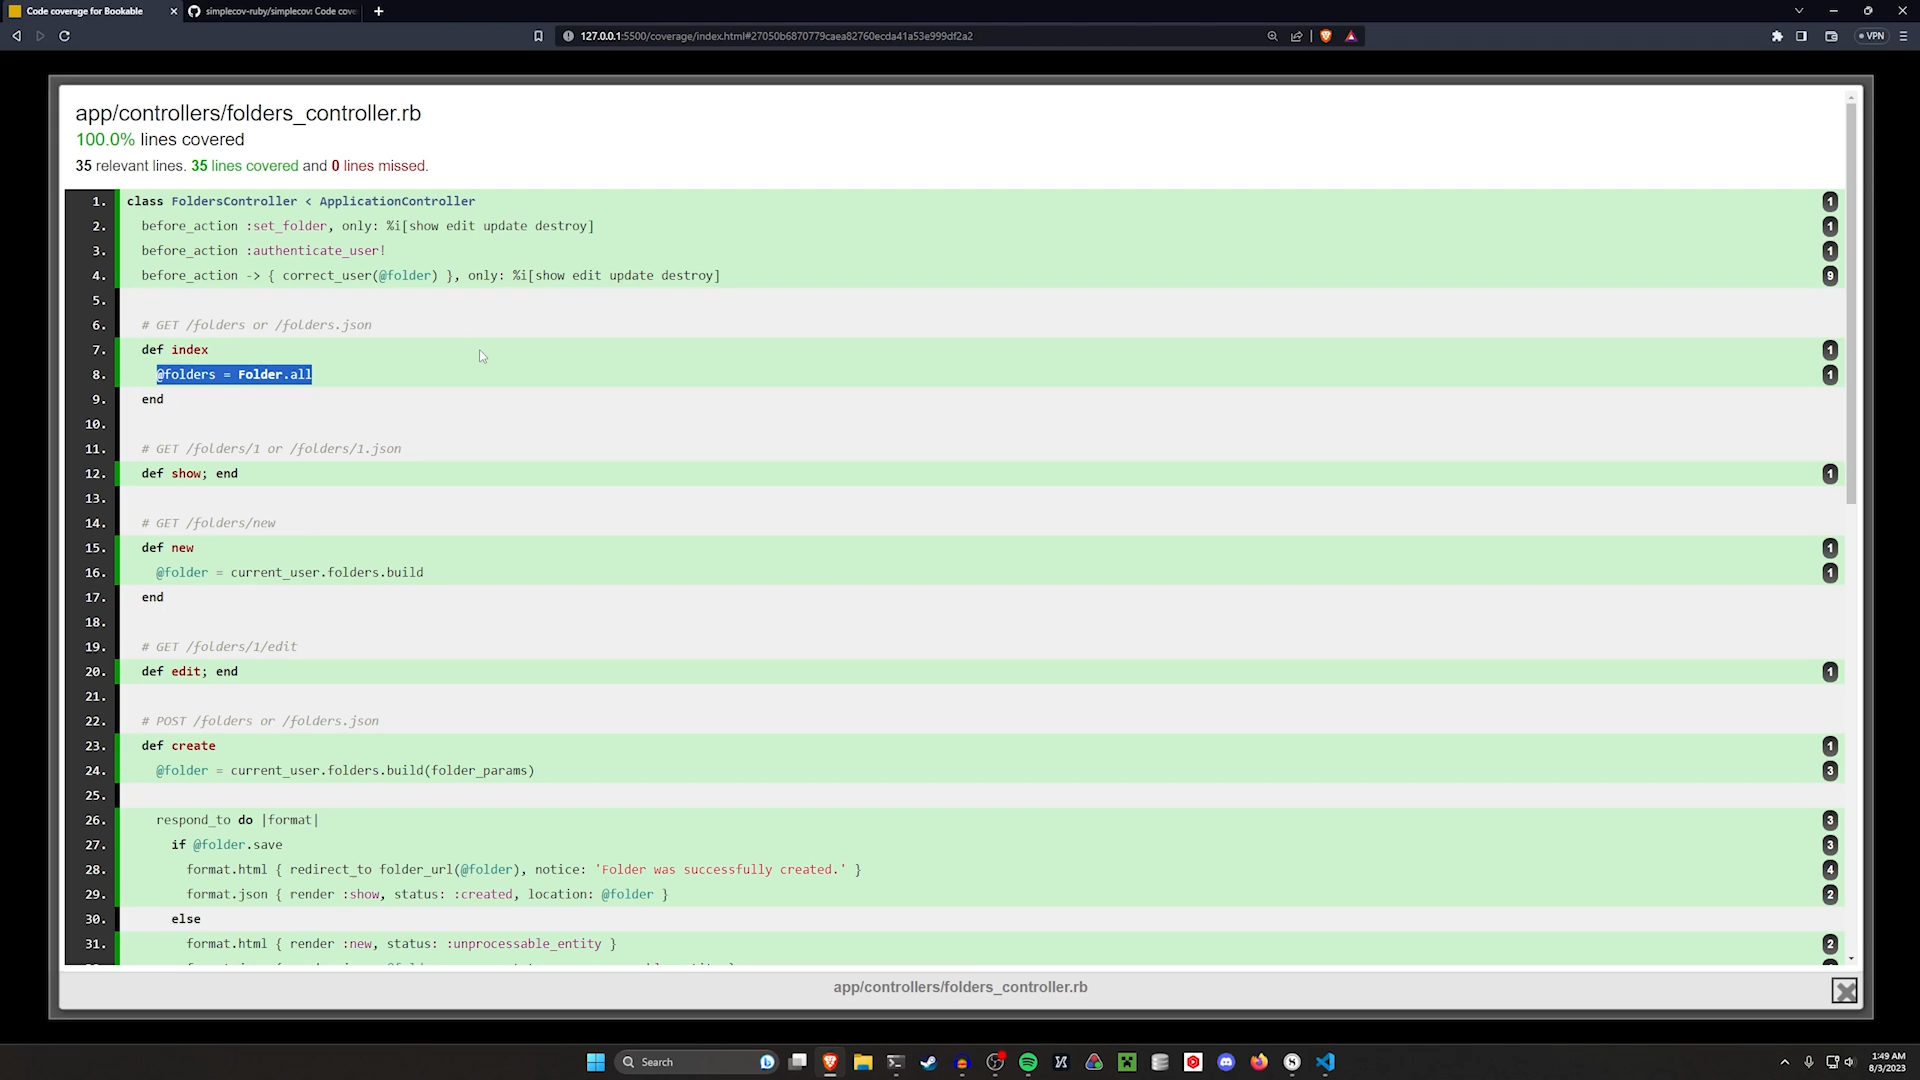 Code coverage for Bookable
simplecov-ruby/simplecov: Code cove
127.0.0.1:5500/coverage/index.html#27050b6870779caea82760ecda41a53e999df2a2
VPN
app/controllers/folders_controller.rb
100.0% lines covered
35 relevant lines. 35 lines covered and 0 lines missed.
1. class FoldersController < ApplicationController 1
2. before_action :set_folder, only: %i[show edit update destroy] 1
3. before_action :authenticate_user! 1
4. before_action -> { correct_user(@folder) }, only: %i[show edit update destroy] 9
5.
6. # GET /folders or /folders.json
7. def index 1
8. @folders = Folder.all 1
9. end
10.
11. # GET /folders/1 or /folders/1.json
12. def show; end 1
13.
14. # GET /folders/new
15. def new 1
16. @folder = current_user.folders.build 1
17. end
18.
19. # GET /folders/1/edit
20. def edit; end 1
21.
22. # POST /folders or /folders.json
23. def create 1
24. @folder = current_user.folders.build(folder_params) 3
25.
26. respond_to do |format| 3
27. if @folder.save 3
28. format.html { redirect_to folder_url(@folder), notice: 'Folder was successfully created.' } 4
29. format.json { render :show, status: :created, location: @folder } 2
30. else
31. format.html { render :new, status: :unprocessable_entity } 2
app/controllers/folders_controller.rb
Search
1:49 AM
8/3/2023